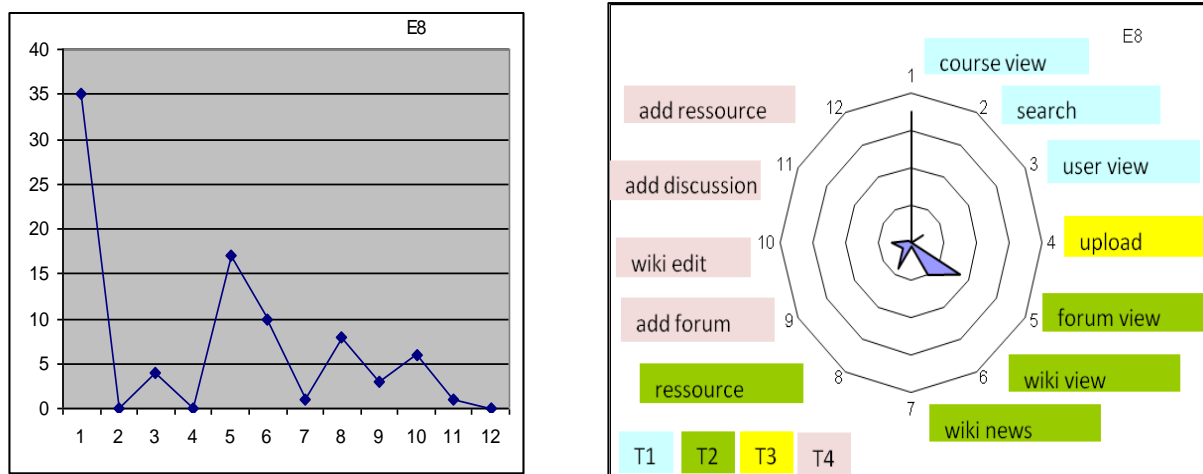 E8
40
35
30
25
20
15
10
5
0
1 2 3 4 5 6 7 8 9 10 11 12
E8
1 course view
2 search
3 user view
4 upload
5 forum view
6 wiki view
7 wiki news
8 ressource
9 add forum
10 wiki edit
11 add discussion
12 add ressource
T1 T2 T3 T4